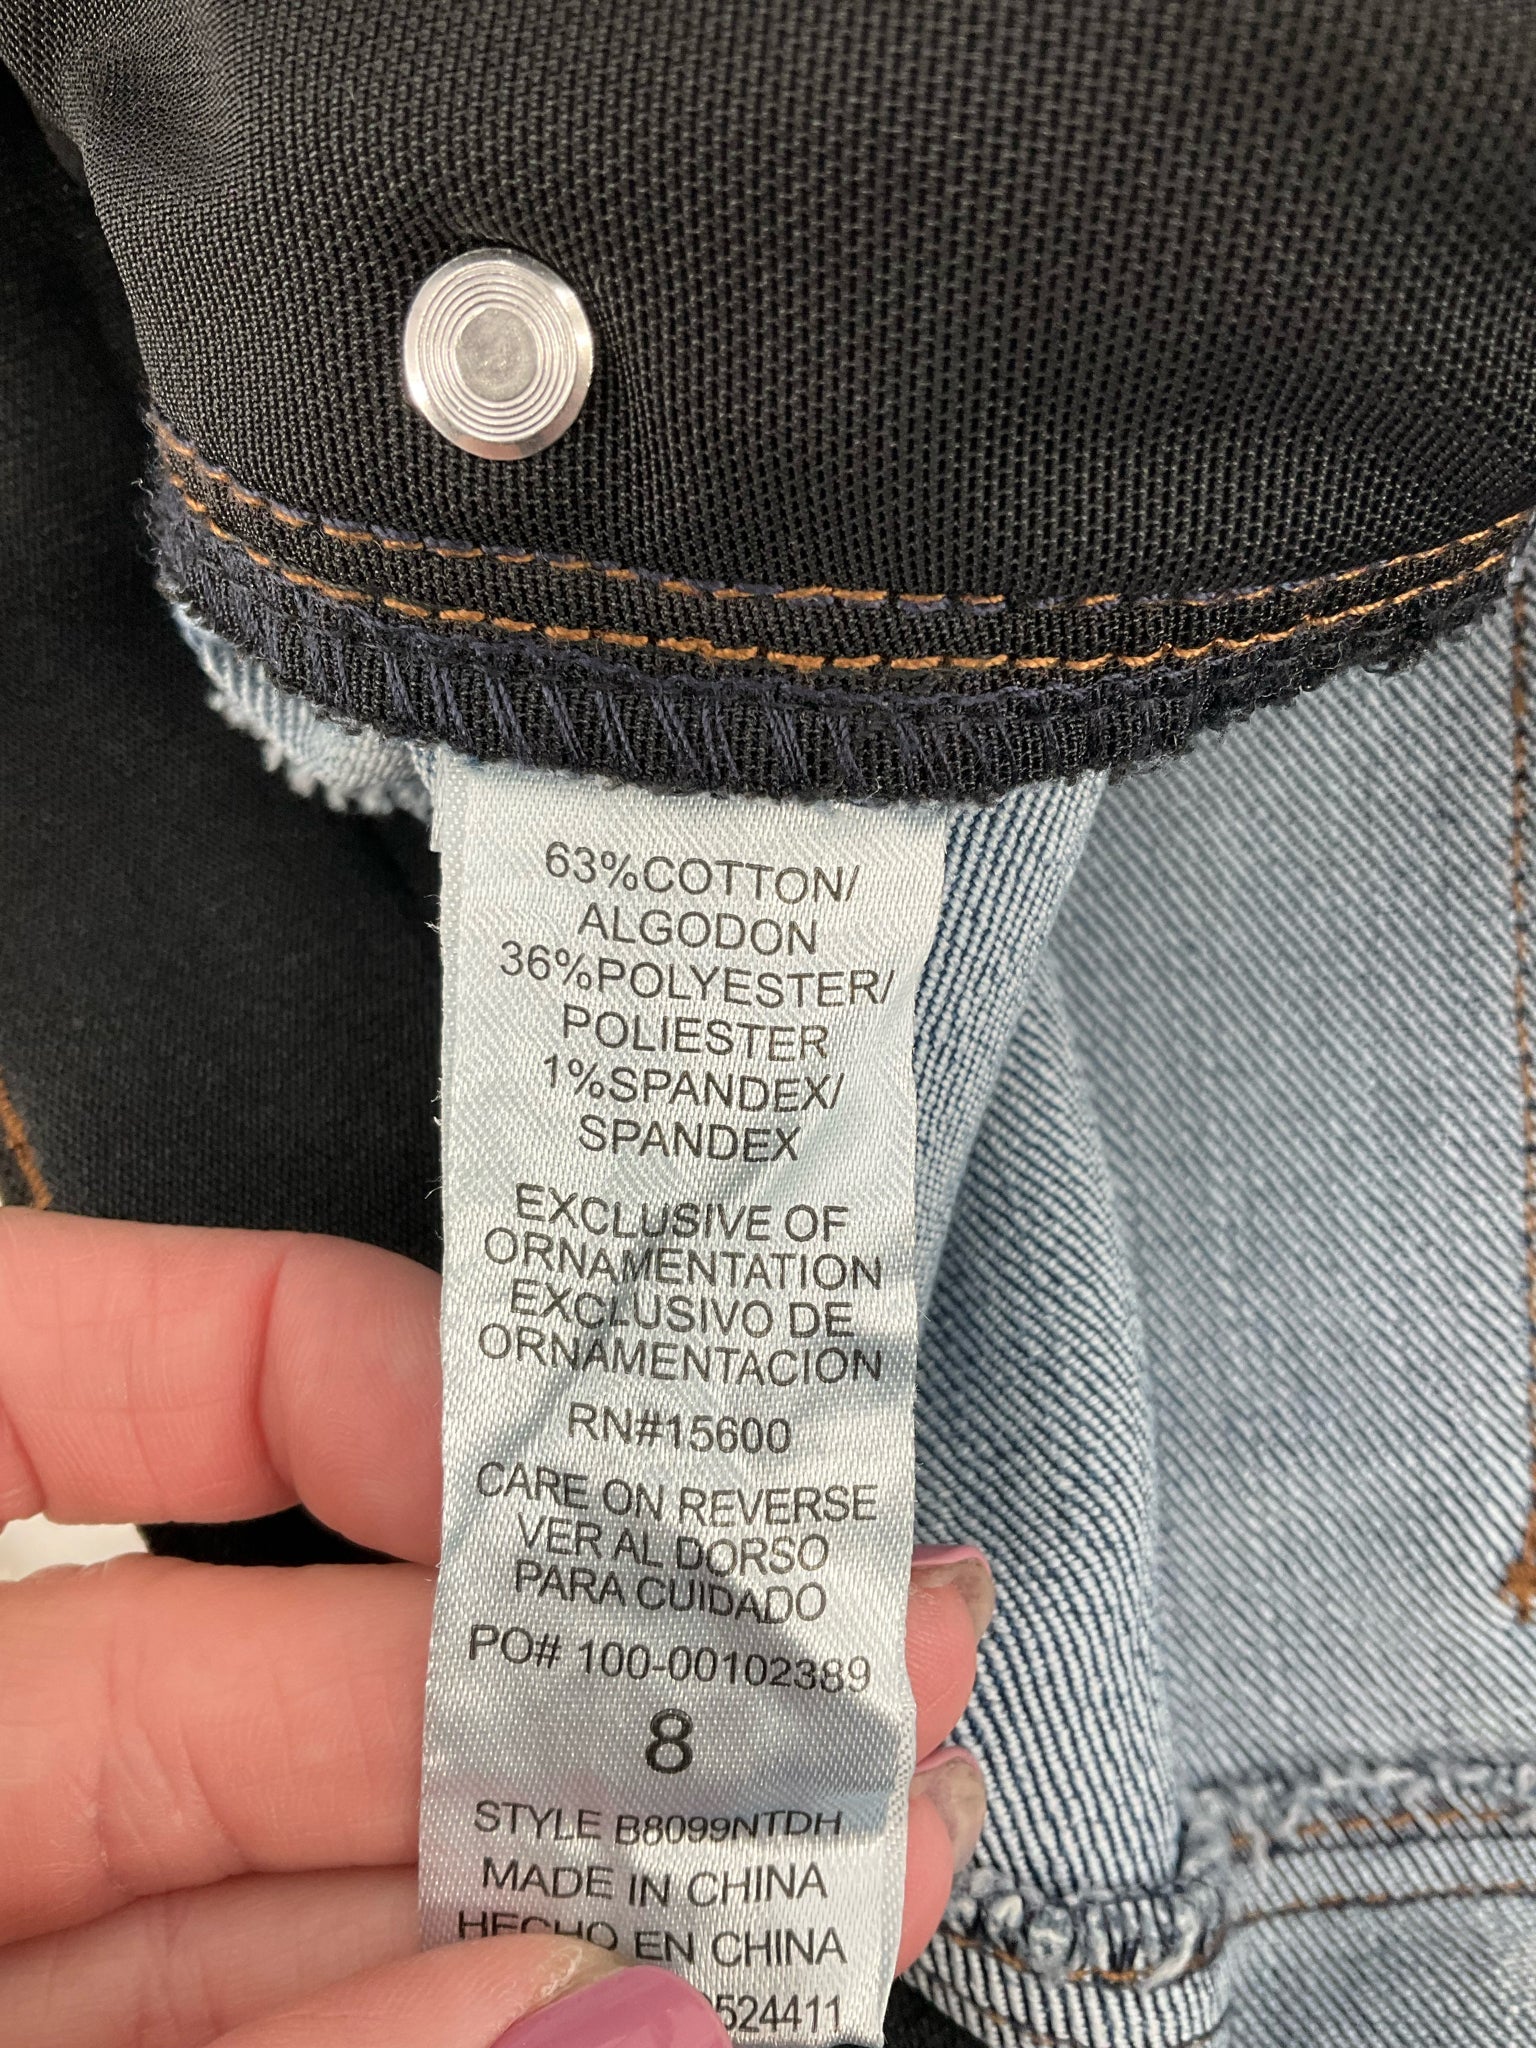 63%COTTON/
ALGODON
36%POLYESTER/
POLIESTER
1%SPANDEX/
SPANDEX
EXCLUSIVE OF
ORNAMENTATION
EXCLUSIVO DE
ORNAMENTACION
RN#15600
CARE ON REVERSE
VER AL DORSO
PARA CUIDADO
PO# 100-00102389
8
STYLE B8099NTDH
MADE IN CHINA
HECHO EN CHINA